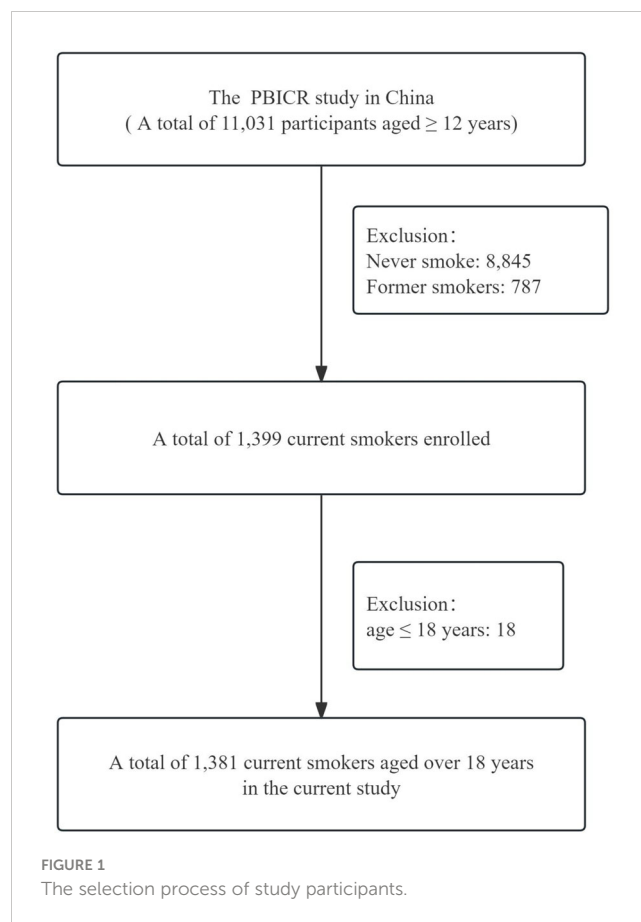 The PBICR study in China
( A total of 11,031 participants aged ≥ 12 years)
Exclusion：
Never smoke: 8,845
Former smokers: 787
A total of 1,399 current smokers enrolled
Exclusion：
age ≤ 18 years: 18
A total of 1,381 current smokers aged over 18 years
in the current study
FIGURE 1
The selection process of study participants.